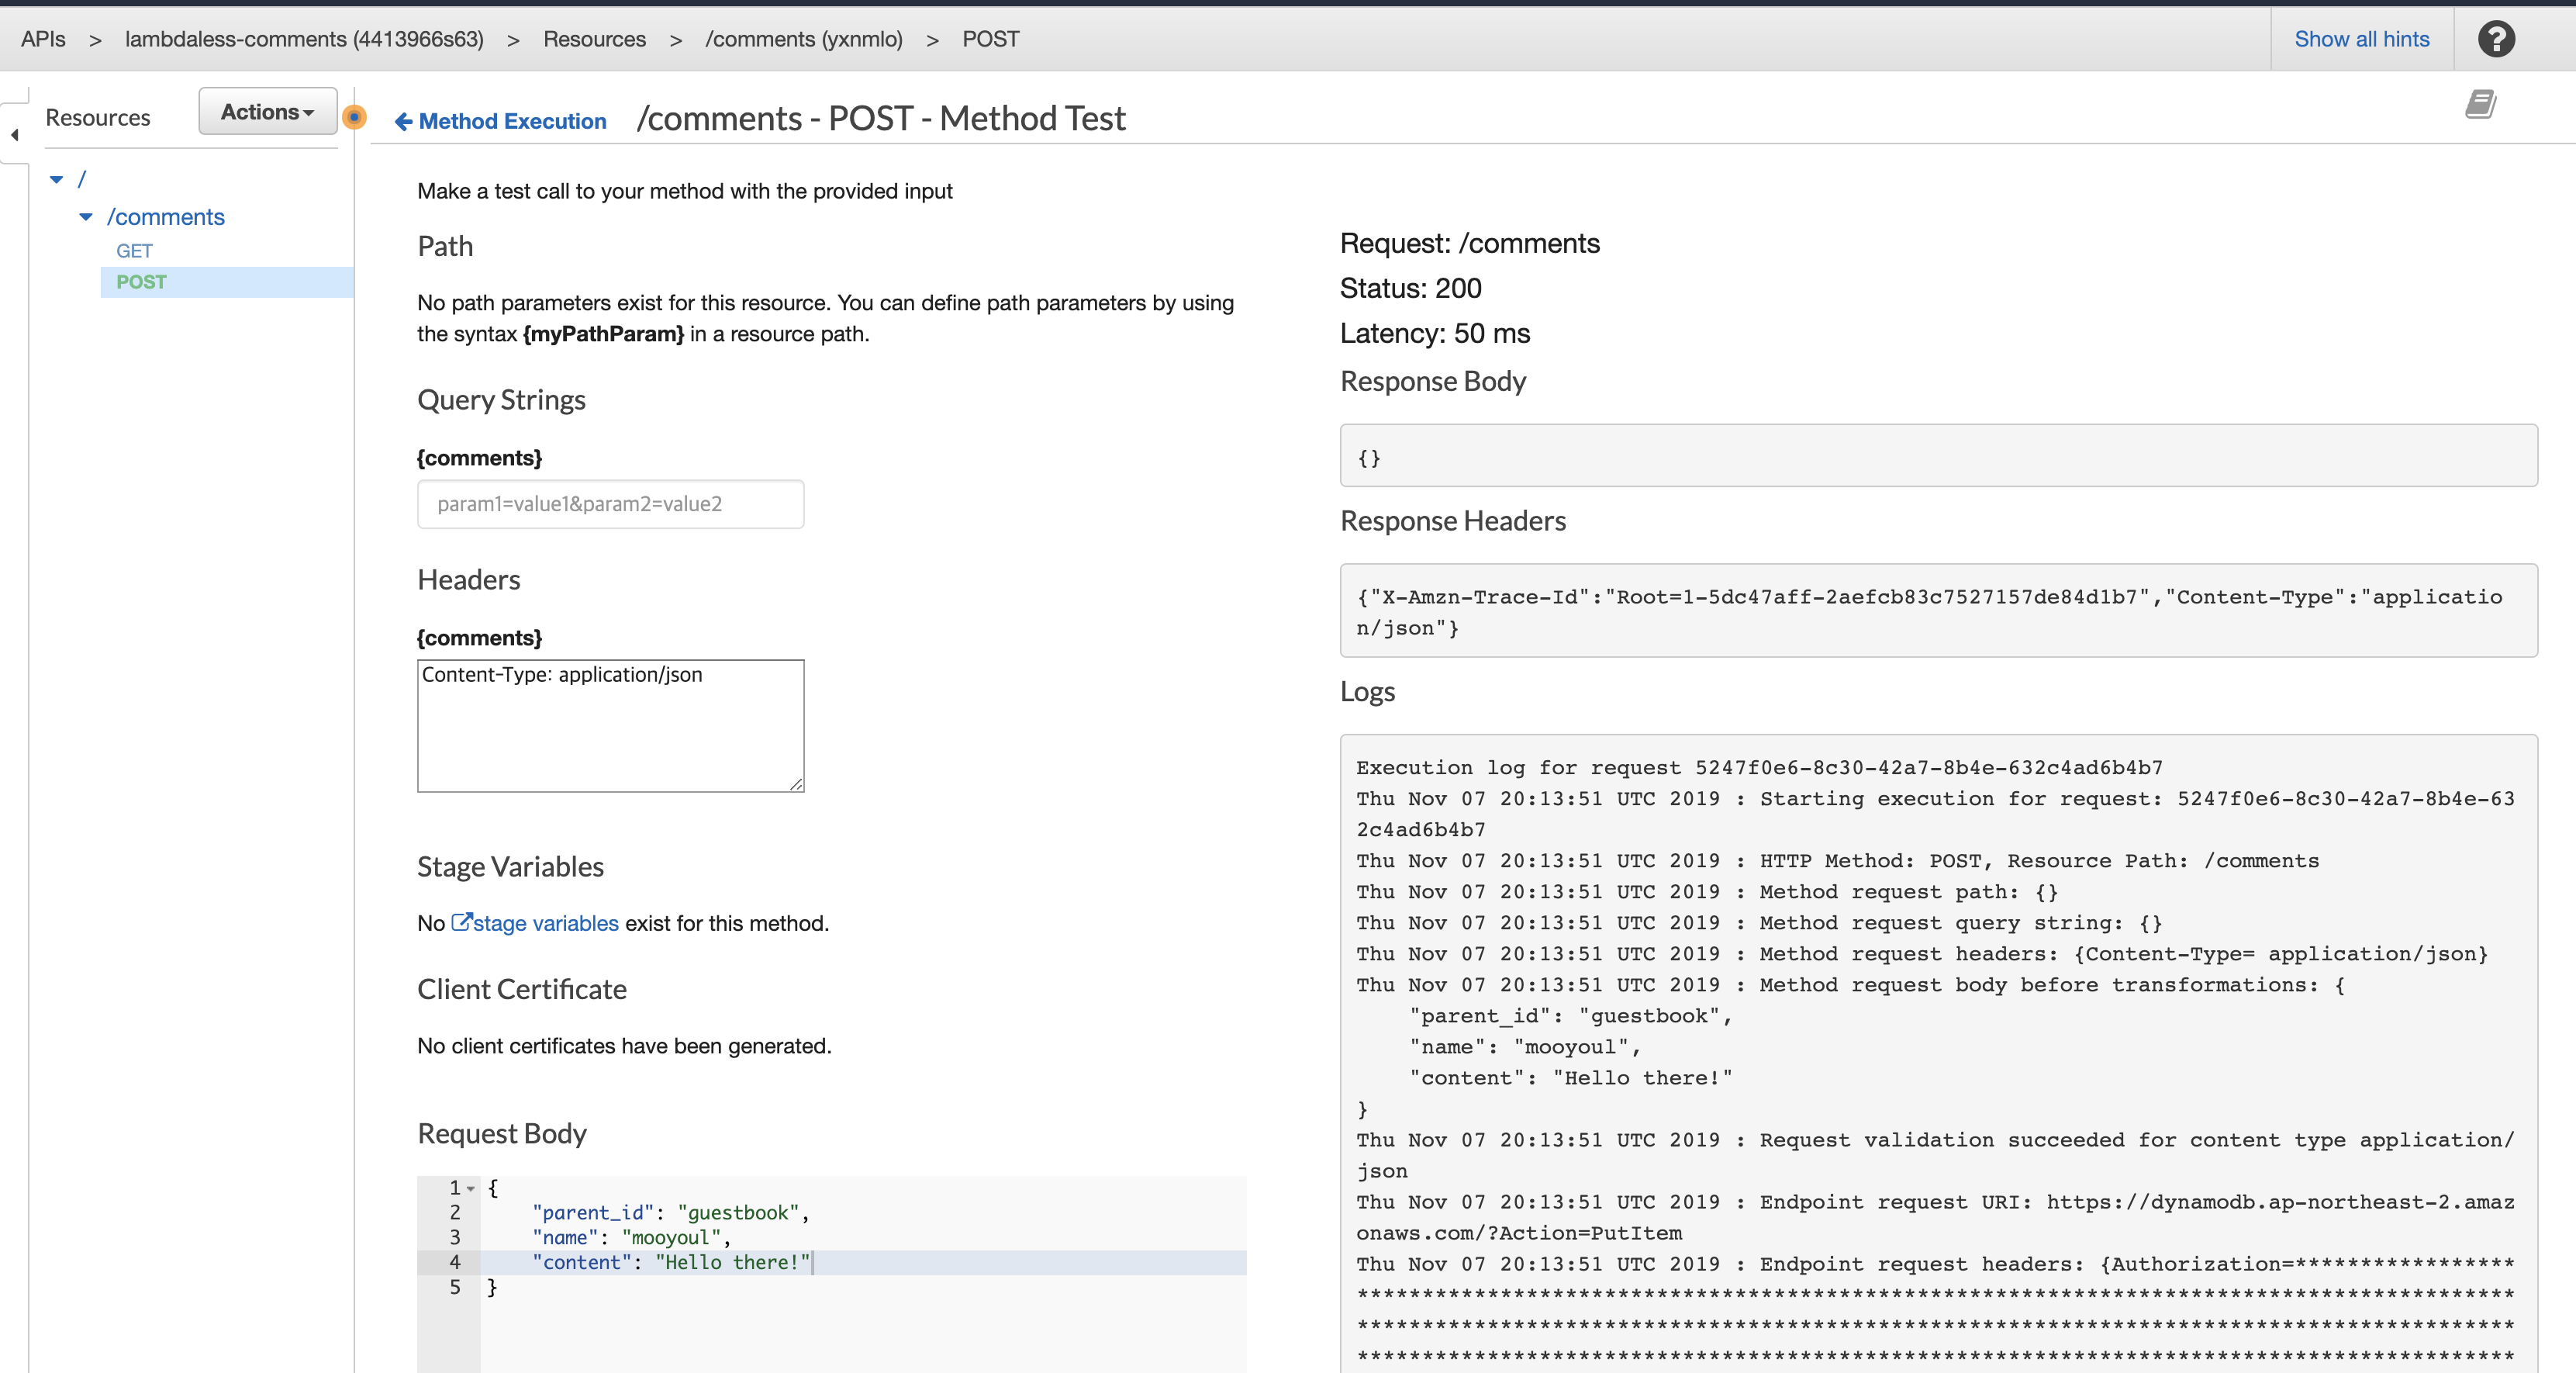 APIs > lambdaless-comments (4413966s63) > Resources > /comments (yxnmlo) > POST
Show all hints
?
Resources
Actions
Method Execution
/comments - POST - Method Test
/
/comments
GET
POST
Make a test call to your method with the provided input
Path
No path parameters exist for this resource. You can define path parameters by using
the syntax {myPathParam} in a resource path.
Query Strings
{comments}
param1=value1&param2=value2
Headers
{comments}
Content-Type: application/json
Stage Variables
No stage variables exist for this method.
Client Certificate
No client certificates have been generated.
Request Body
1 {
2 "parent_id": "guestbook",
3 "name": "mooyoul",
4 "content": "Hello there!"
5 }
Request: /comments
Status: 200
Latency: 50 ms
Response Body
{}
Response Headers
{"X-Amzn-Trace-Id":"Root=1-5dc47aff-2aefcb83c7527157de84d1b7","Content-Type":"applicatio
n/json"}
Logs
Execution log for request 5247f0e6-8c30-42a7-8b4e-632c4ad6b4b7
Thu Nov 07 20:13:51 UTC 2019 : Starting execution for request: 5247f0e6-8c30-42a7-8b4e-63
2c4ad6b4b7
Thu Nov 07 20:13:51 UTC 2019 : HTTP Method: POST, Resource Path: /comments
Thu Nov 07 20:13:51 UTC 2019 : Method request path: {}
Thu Nov 07 20:13:51 UTC 2019 : Method request query string: {}
Thu Nov 07 20:13:51 UTC 2019 : Method request headers: {Content-Type= application/json}
Thu Nov 07 20:13:51 UTC 2019 : Method request body before transformations: {
"parent_id": "guestbook",
"name": "mooyoul",
"content": "Hello there!"
}
Thu Nov 07 20:13:51 UTC 2019 : Request validation succeeded for content type application/
json
Thu Nov 07 20:13:51 UTC 2019 : Endpoint request URI: https://dynamodb.ap-northeast-2.amaz
onaws.com/?Action=PutItem
Thu Nov 07 20:13:51 UTC 2019 : Endpoint request headers: {Authorization=*****************
*****************************************************************************************
*****************************************************************************************
*****************************************************************************************